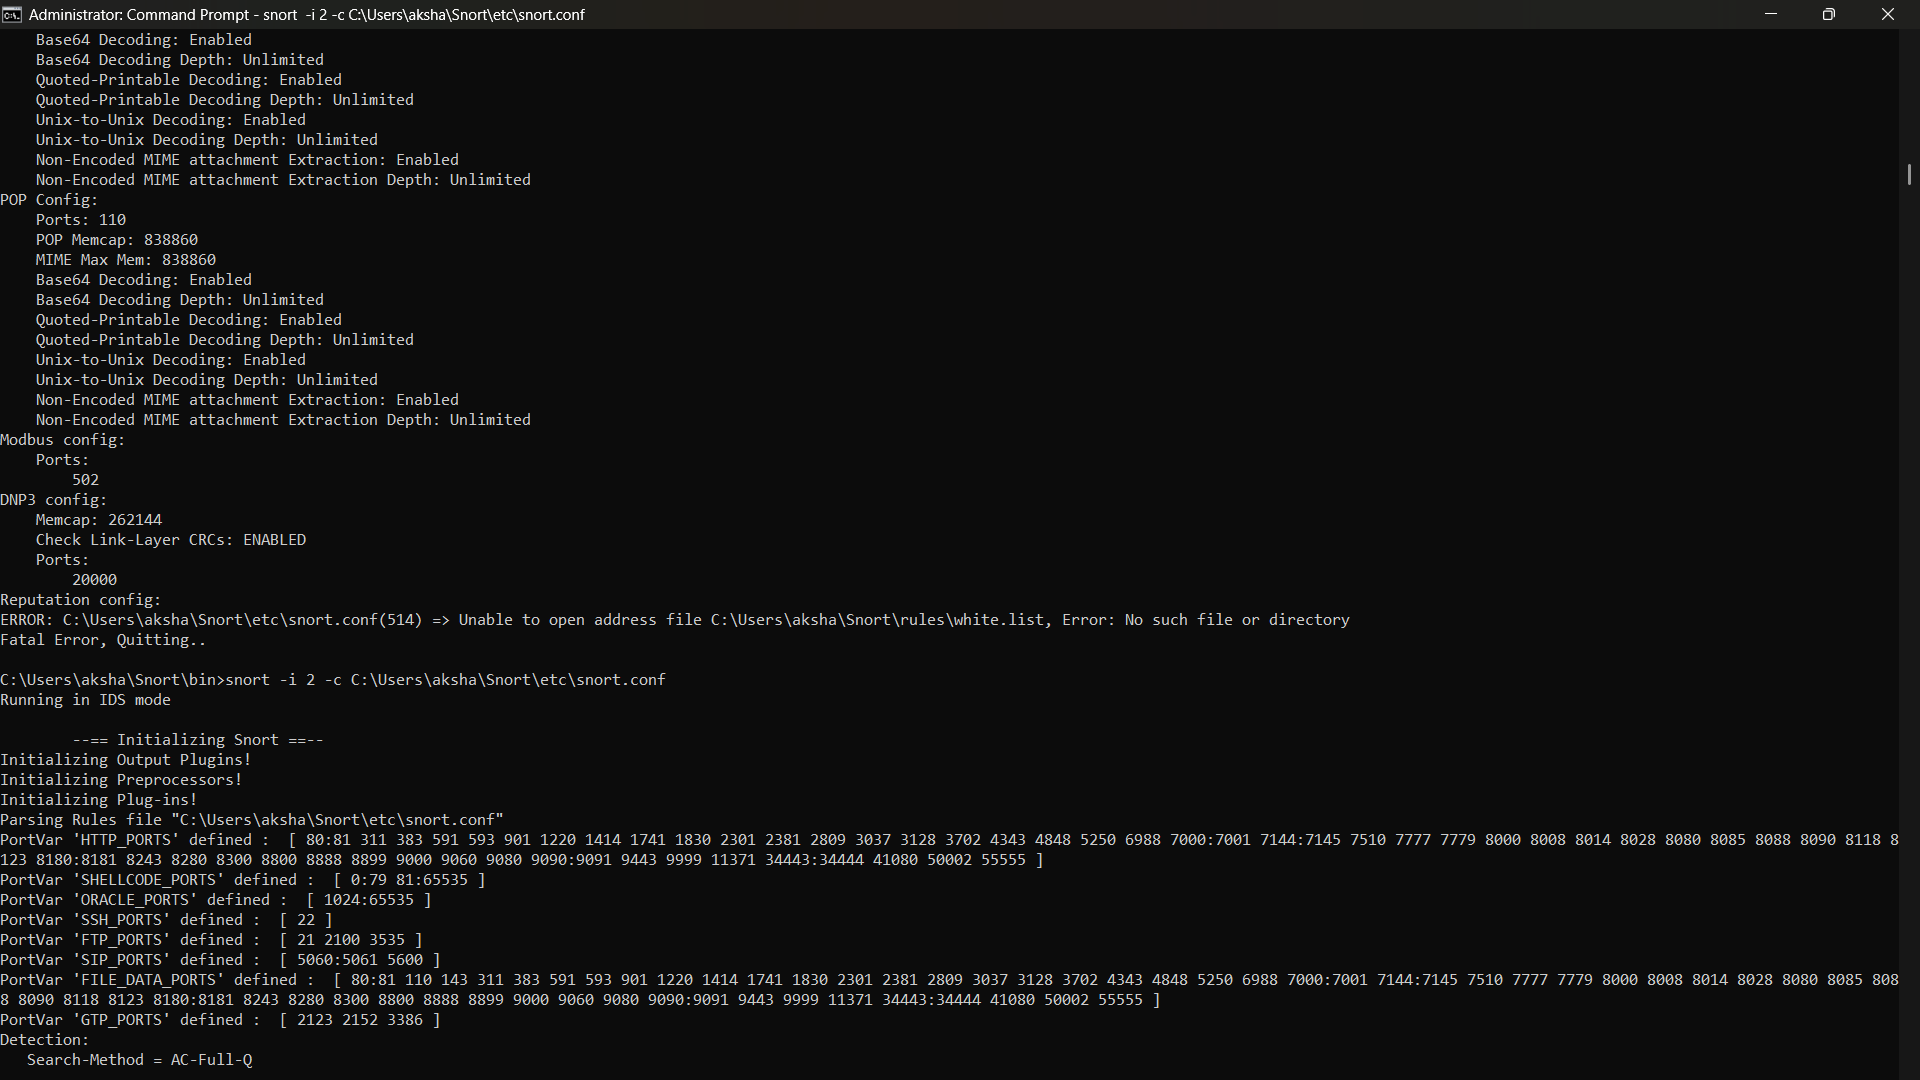 Administrator: Command Prompt - snort  -i 2 -c C:\Users\aksha\Snort\etc\snort.conf
Base64 Decoding: Enabled
Base64 Decoding Depth: Unlimited
Quoted-Printable Decoding: Enabled
Quoted-Printable Decoding Depth: Unlimited
Unix-to-Unix Decoding: Enabled
Unix-to-Unix Decoding Depth: Unlimited
Non-Encoded MIME attachment Extraction: Enabled
Non-Encoded MIME attachment Extraction Depth: Unlimited
POP Config:
Ports: 110
POP Memcap: 838860
MIME Max Mem: 838860
Base64 Decoding: Enabled
Base64 Decoding Depth: Unlimited
Quoted-Printable Decoding: Enabled
Quoted-Printable Decoding Depth: Unlimited
Unix-to-Unix Decoding: Enabled
Unix-to-Unix Decoding Depth: Unlimited
Non-Encoded MIME attachment Extraction: Enabled
Non-Encoded MIME attachment Extraction Depth: Unlimited
Modbus config:
Ports:
502
DNP3 config:
Memcap: 262144
Check Link-Layer CRCs: ENABLED
Ports:
20000
Reputation config:
ERROR: C:\Users\aksha\Snort\etc\snort.conf(514) => Unable to open address file C:\Users\aksha\Snort\rules\white.list, Error: No such file or directory
Fatal Error, Quitting..
C:\Users\aksha\Snort\bin>snort -i 2 -c C:\Users\aksha\Snort\etc\snort.conf
Running in IDS mode
--== Initializing Snort ==--
Initializing Output Plugins!
Initializing Preprocessors!
Initializing Plug-ins!
Parsing Rules file "C:\Users\aksha\Snort\etc\snort.conf"
PortVar 'HTTP_PORTS' defined :  [ 80:81 311 383 591 593 901 1220 1414 1741 1830 2301 2381 2809 3037 3128 3702 4343 4848 5250 6988 7000:7001 7144:7145 7510 7777 7779 8000 8008 8014 8028 8080 8085 8088 8090 8118 8
123 8180:8181 8243 8280 8300 8800 8888 8899 9000 9060 9080 9090:9091 9443 9999 11371 34443:34444 41080 50002 55555 ]
PortVar 'SHELLCODE_PORTS' defined :  [ 0:79 81:65535 ]
PortVar 'ORACLE_PORTS' defined :  [ 1024:65535 ]
PortVar 'SSH_PORTS' defined :  [ 22 ]
PortVar 'FTP_PORTS' defined :  [ 21 2100 3535 ]
PortVar 'SIP_PORTS' defined :  [ 5060:5061 5600 ]
PortVar 'FILE_DATA_PORTS' defined :  [ 80:81 110 143 311 383 591 593 901 1220 1414 1741 1830 2301 2381 2809 3037 3128 3702 4343 4848 5250 6988 7000:7001 7144:7145 7510 7777 7779 8000 8008 8014 8028 8080 8085 808
8 8090 8118 8123 8180:8181 8243 8280 8300 8800 8888 8899 9000 9060 9080 9090:9091 9443 9999 11371 34443:34444 41080 50002 55555 ]
PortVar 'GTP_PORTS' defined :  [ 2123 2152 3386 ]
Detection:
Search-Method = AC-Full-Q